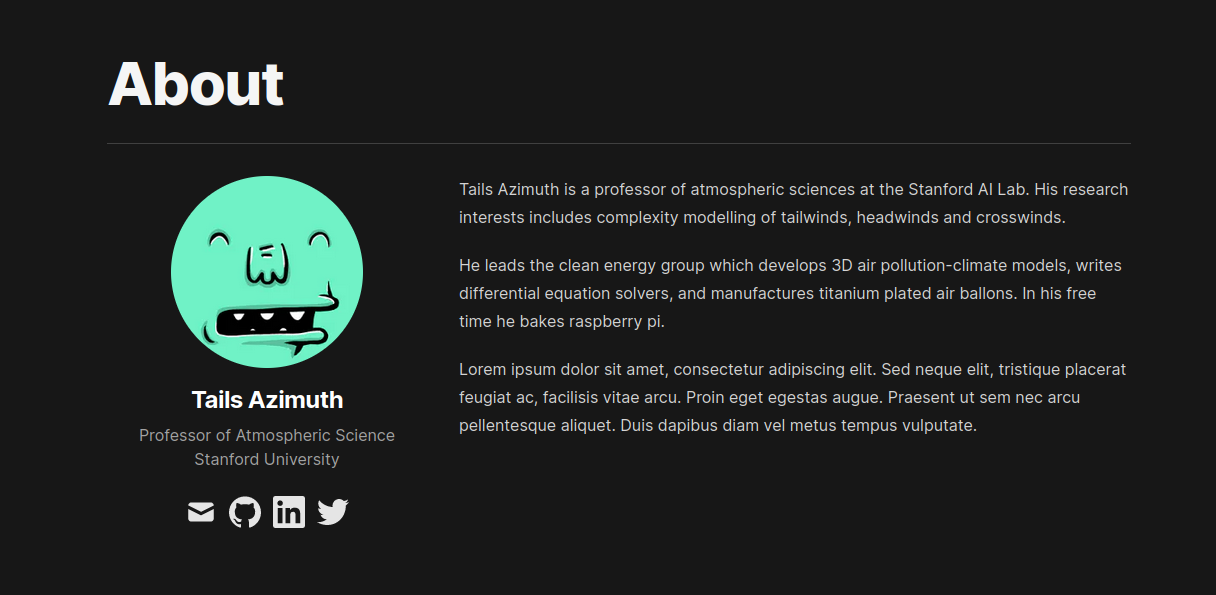 About
Tails Azimuth
Professor of Atmospheric Science
Stanford University
in
Tails Azimuth is a professor of atmospheric sciences at the Stanford AI Lab. His research
interests includes complexity modelling of tailwinds, headwinds and crosswinds.
He leads the clean energy group which develops 3D air pollution-climate models, writes
differential equation solvers, and manufactures titanium plated air ballons. In his free
time he bakes raspberry pi.
Lorem ipsum dolor sit amet, consectetur adipiscing elit. Sed neque elit, tristique placerat
feugiat ac, facilisis vitae arcu. Proin eget egestas augue. Praesent ut sem nec arcu
pellentesque aliquet. Duis dapibus diam vel metus tempus vulputate.